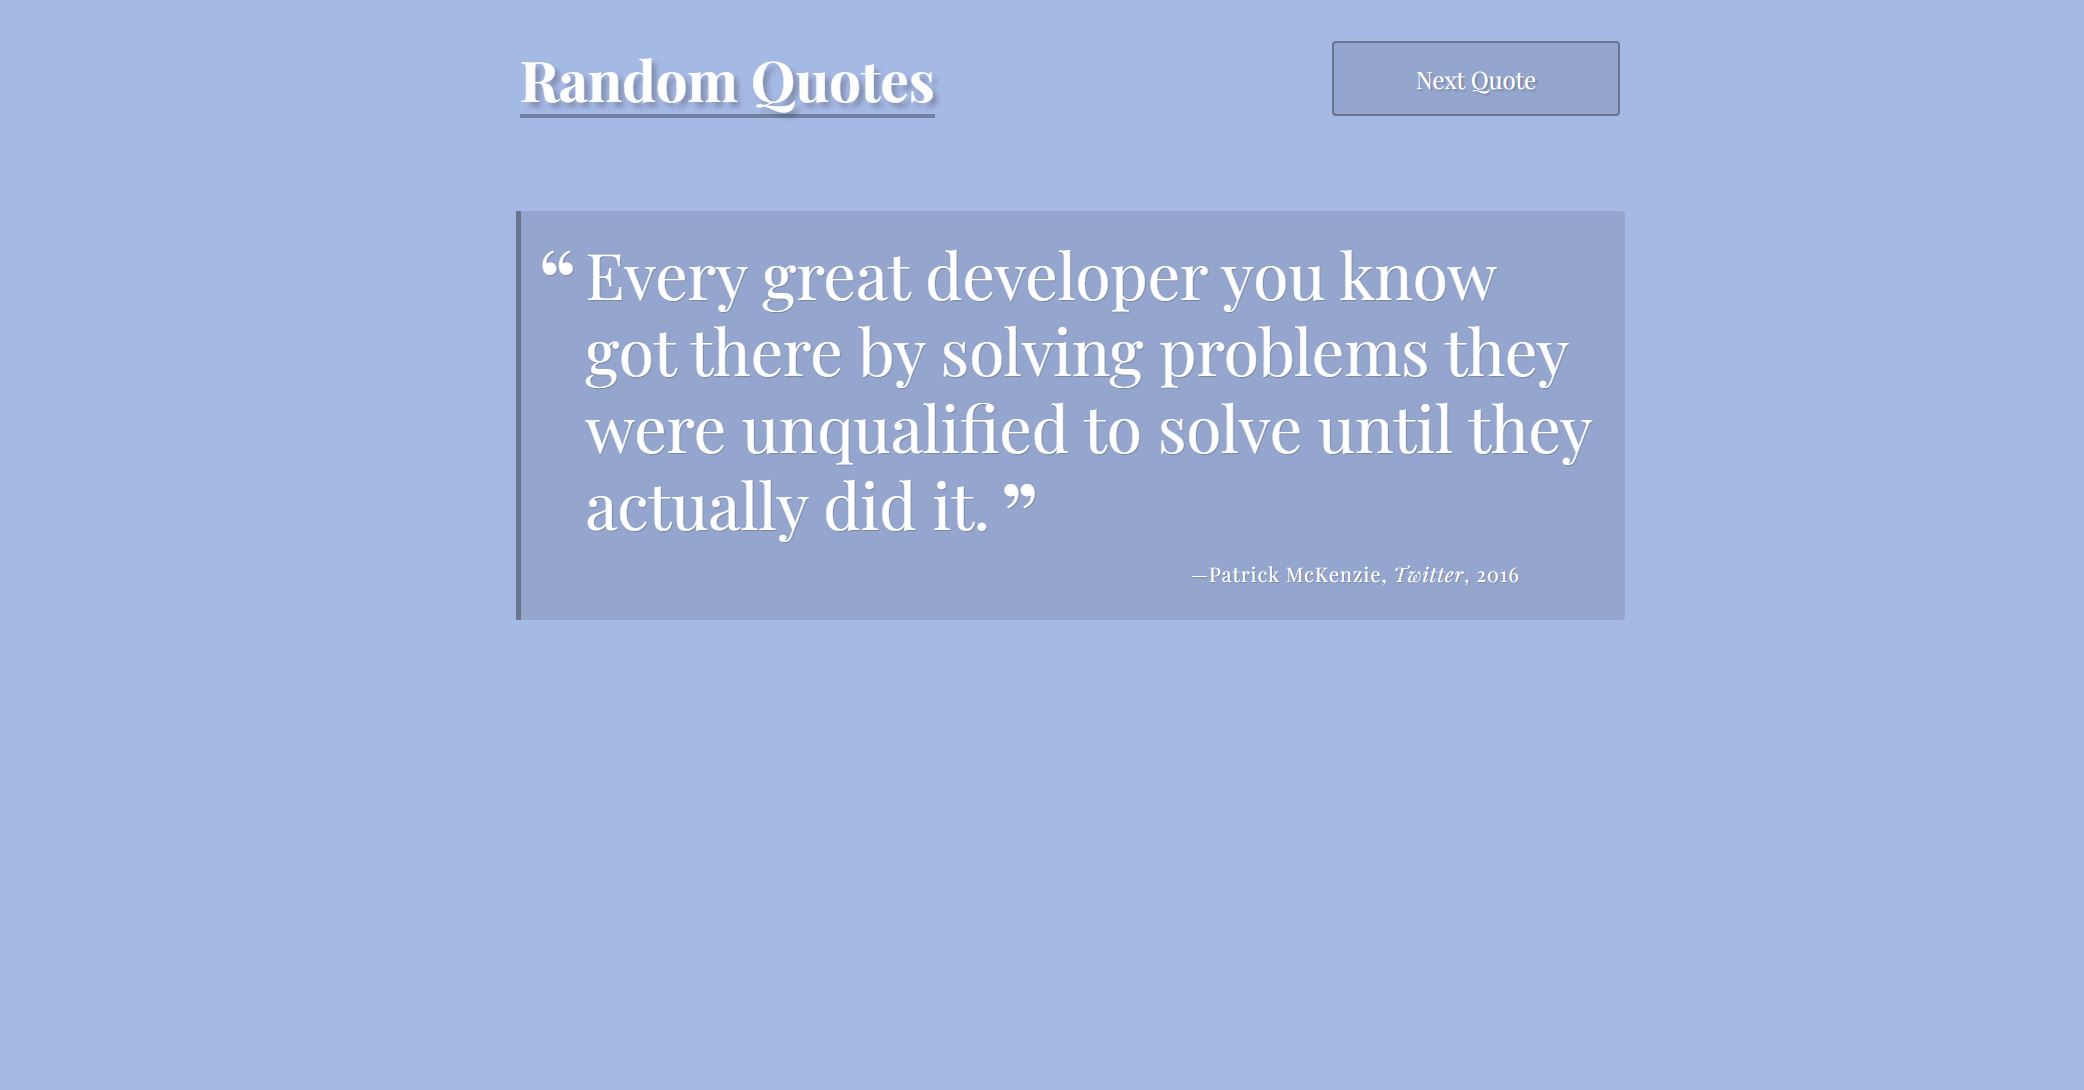 Random Quotes
Next Quote
“Every great developer you know
got there by solving problems they
were unqualified to solve until they
actually did it.”
—Patrick McKenzie, Twitter, 2016